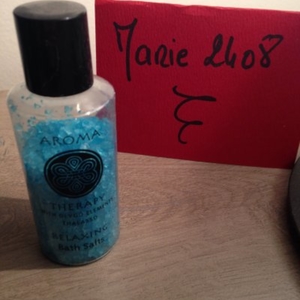 Marie 2408
AROMA
THERAPY
RELAXING
Bath Salts